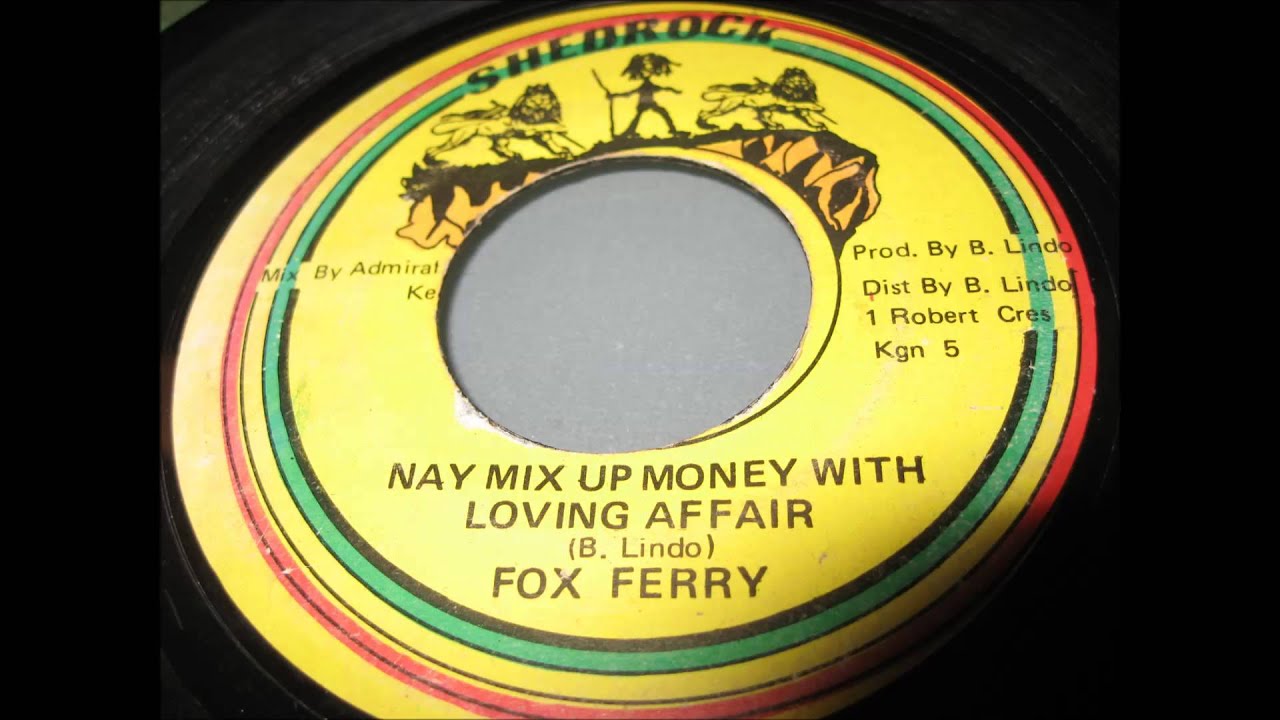 SHEDROCK
Mix By Admiral
Prod. By B. Lindo
Dist By B. Lindo
1 Robert Cres
Kgn 5
NAY MIX UP MONEY WITH
LOVING AFFAIR
(B. Lindo)
FOX FERRY